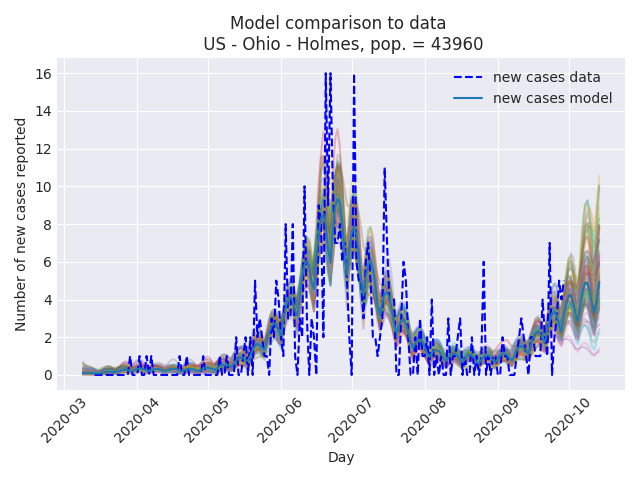 Model comparison to data
US - Ohio - Holmes, pop. = 43960
new cases data
new cases model
Number of new cases reported
16
14
12
10
8
6
4
2
0
2020-03
2020-04
2020-05
2020-06
2020-07
2020-08
2020-09
2020-10
Day